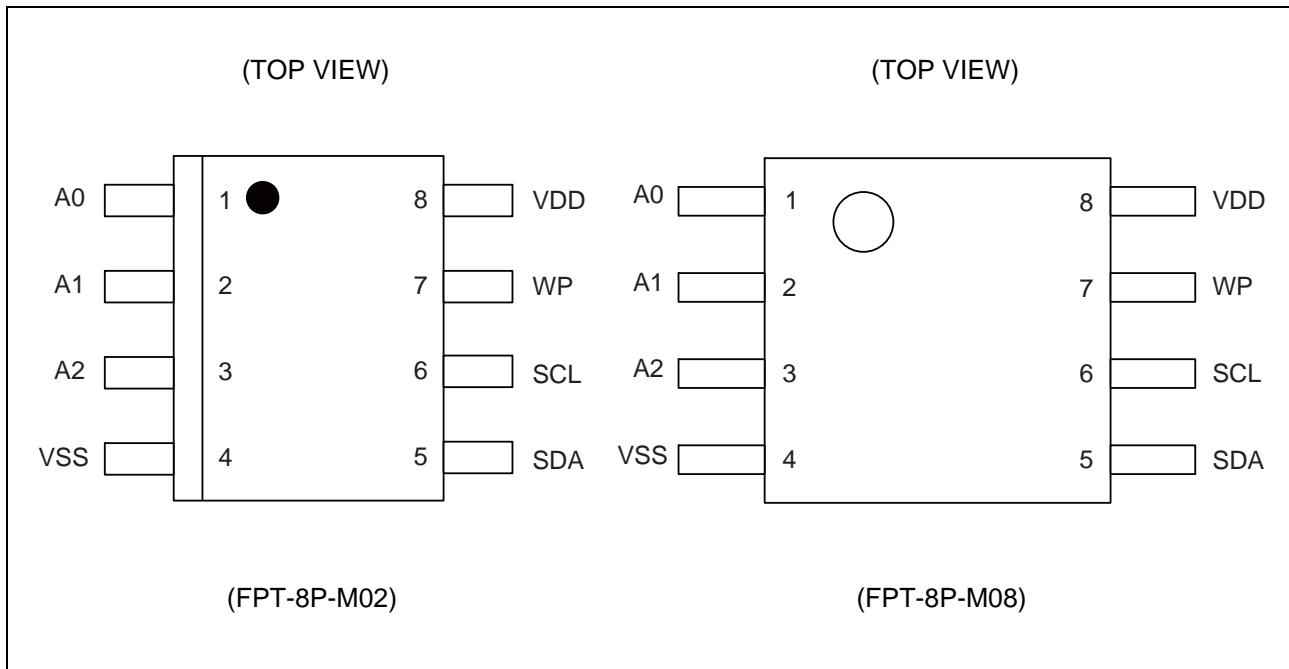 (TOP VIEW)
A0 1 8 VDD
A1 2 7 WP
A2 3 6 SCL
VSS 4 5 SDA
(FPT-8P-M02)
(TOP VIEW)
A0 1 8 VDD
A1 2 7 WP
A2 3 6 SCL
VSS 4 5 SDA
(FPT-8P-M08)